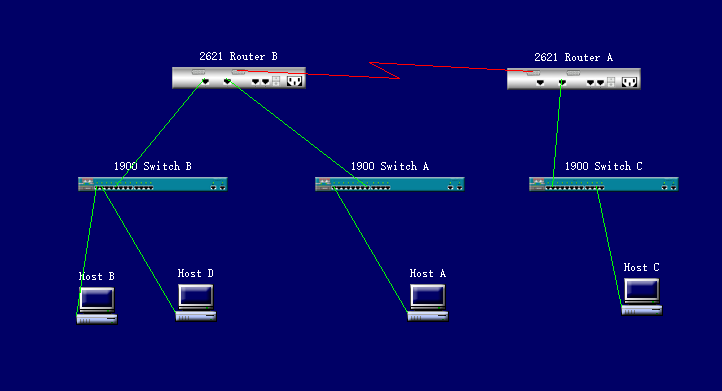 2621 Router B
2621 Router A
1900 Switch B
1900 Switch A
1900 Switch C
Host B
Host D
Host A
Host C